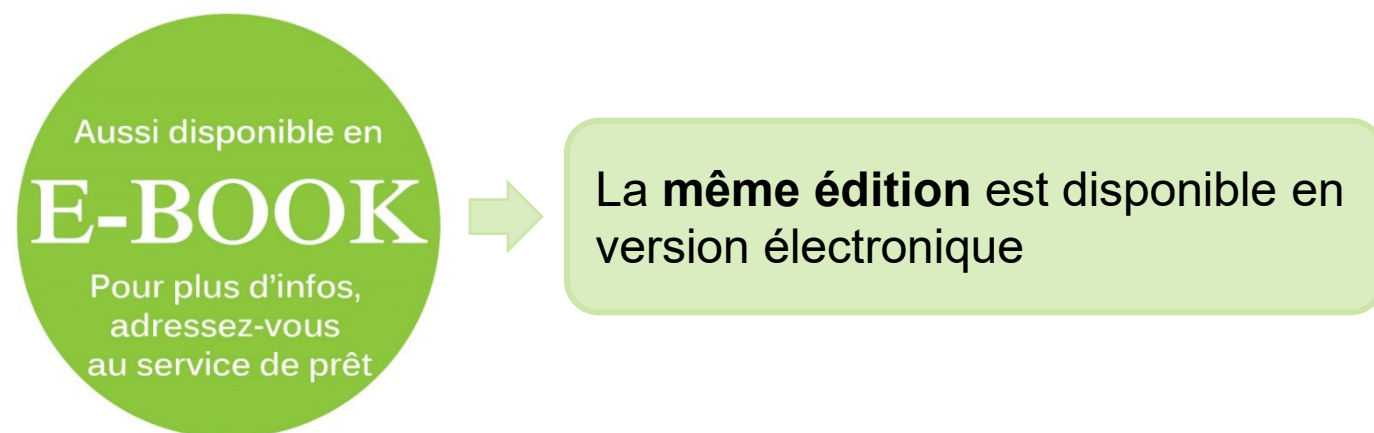 Aussi disponible en
E-BOOK
Pour plus d'infos,
adressez-vous
au service de prêt
La même édition est disponible en
version électronique